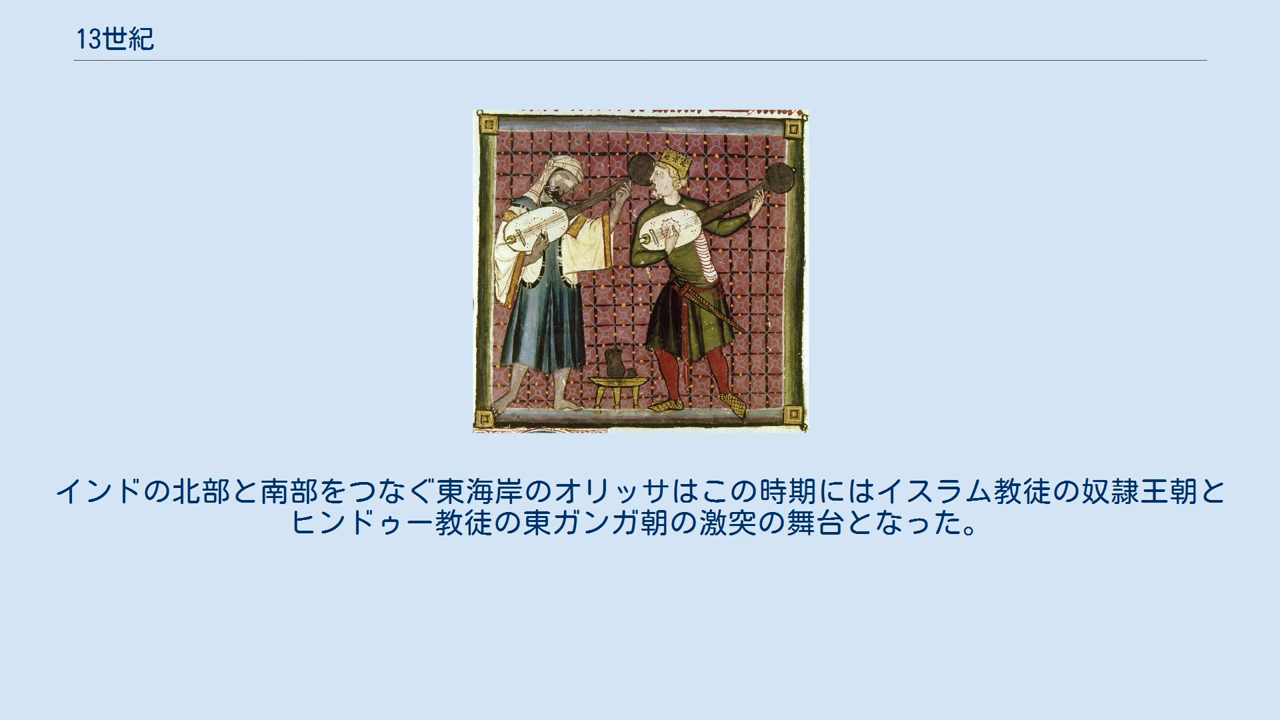 13世紀
インドの北部と南部をつなぐ東海岸のオリッサはこの時期にはイスラム教徒の奴隷王朝と
ヒンドゥー教徒の東ガンガ朝の激突の舞台となった。